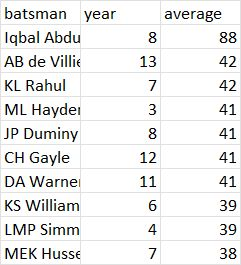 batsman year average
Iqbal Abdu 8 88
AB de Villie 13 42
KL Rahul 7 42
ML Hayden 3 41
JP Duminy 8 41
CH Gayle 12 41
DA Warner 11 41
KS William 6 39
LMP Simm 4 39
MEK Husse 7 38